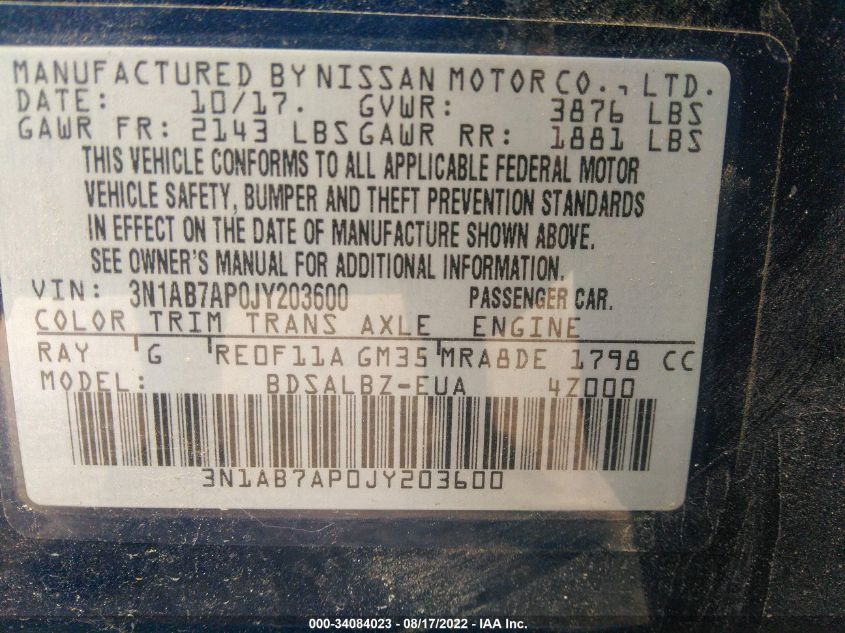 MANUFACTURED BY NISSAN MOTOR CO., LTD.
DATE: 10/17. GVWR: 3876 LBS
GAWR FR: 2143 LBS GAWR RR: 1881 LBS
THIS VEHICLE CONFORMS TO ALL APPLICABLE FEDERAL MOTOR
VEHICLE SAFETY, BUMPER AND THEFT PREVENTION STANDARDS
IN EFFECT ON THE DATE OF MANUFACTURE SHOWN ABOVE.
SEE OWNER'S MANUAL FOR ADDITIONAL INFORMATION.
VIN: 3N1AB7AP0JY203600 PASSENGER CAR.
COLOR TRIM TRANS AXLE ENGINE
RAY G RE0F11A GM35 MRA8DE 1798 CC
MODEL: BDSALBZ-EUA 4Z000
3N1AB7AP0JY203600
000-34084023 - 08/17/2022 - IAA Inc.